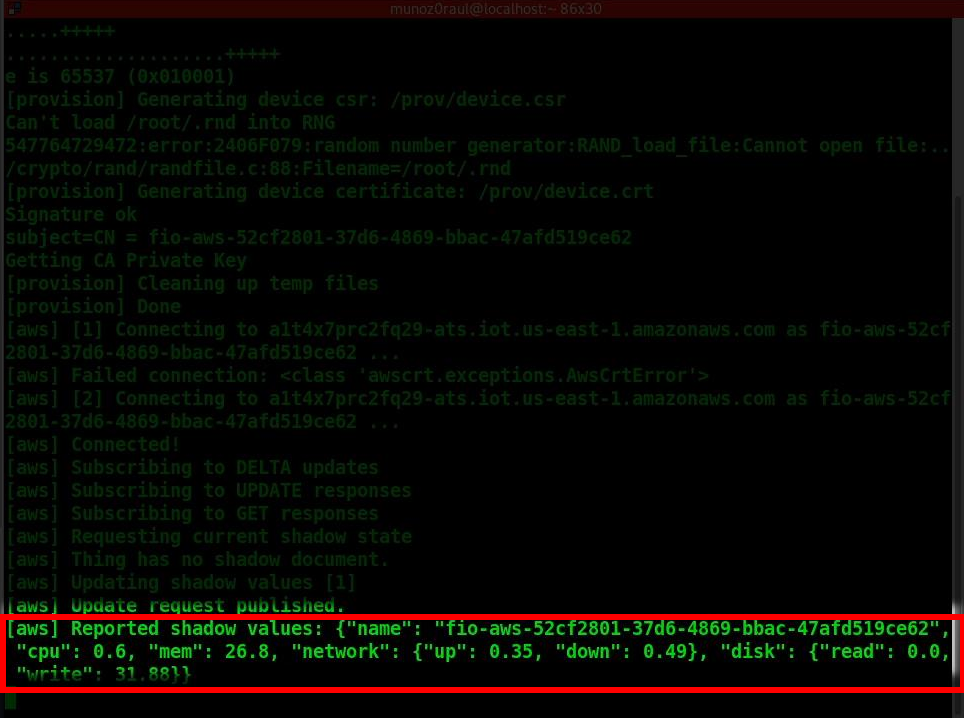 munoz0raul@localhost:~ 86x30
.....+++++
....................+++++
e is 65537 (0x010001)
[provision] Generating device csr: /prov/device.csr
Can't load /root/.rnd into RNG
547764729472:error:2406F079:random number generator:RAND_load_file:Cannot open file:..
/crypto/rand/randfile.c:88:Filename=/root/.rnd
[provision] Generating device certificate: /prov/device.crt
Signature ok
subject=CN = fio-aws-52cf2801-37d6-4869-bbac-47afd519ce62
Getting CA Private Key
[provision] Cleaning up temp files
[provision] Done
[aws] [1] Connecting to a1t4x7prc2fq29-ats.iot.us-east-1.amazonaws.com as fio-aws-52cf
2801-37d6-4869-bbac-47afd519ce62 ...
[aws] Failed connection: <class 'awscrt.exceptions.AwsCrtError'>
[aws] [2] Connecting to a1t4x7prc2fq29-ats.iot.us-east-1.amazonaws.com as fio-aws-52cf
2801-37d6-4869-bbac-47afd519ce62 ...
[aws] Connected!
[aws] Subscribing to DELTA updates
[aws] Subscribing to UPDATE responses
[aws] Subscribing to GET responses
[aws] Requesting current shadow state
[aws] Thing has no shadow document.
[aws] Updating shadow values [1]
[aws] Update request published.
[aws] Reported shadow values: {"name": "fio-aws-52cf2801-37d6-4869-bbac-47afd519ce62",
"cpu": 0.6, "mem": 26.8, "network": {"up": 0.35, "down": 0.49}, "disk": {"read": 0.0,
"write": 31.88}}